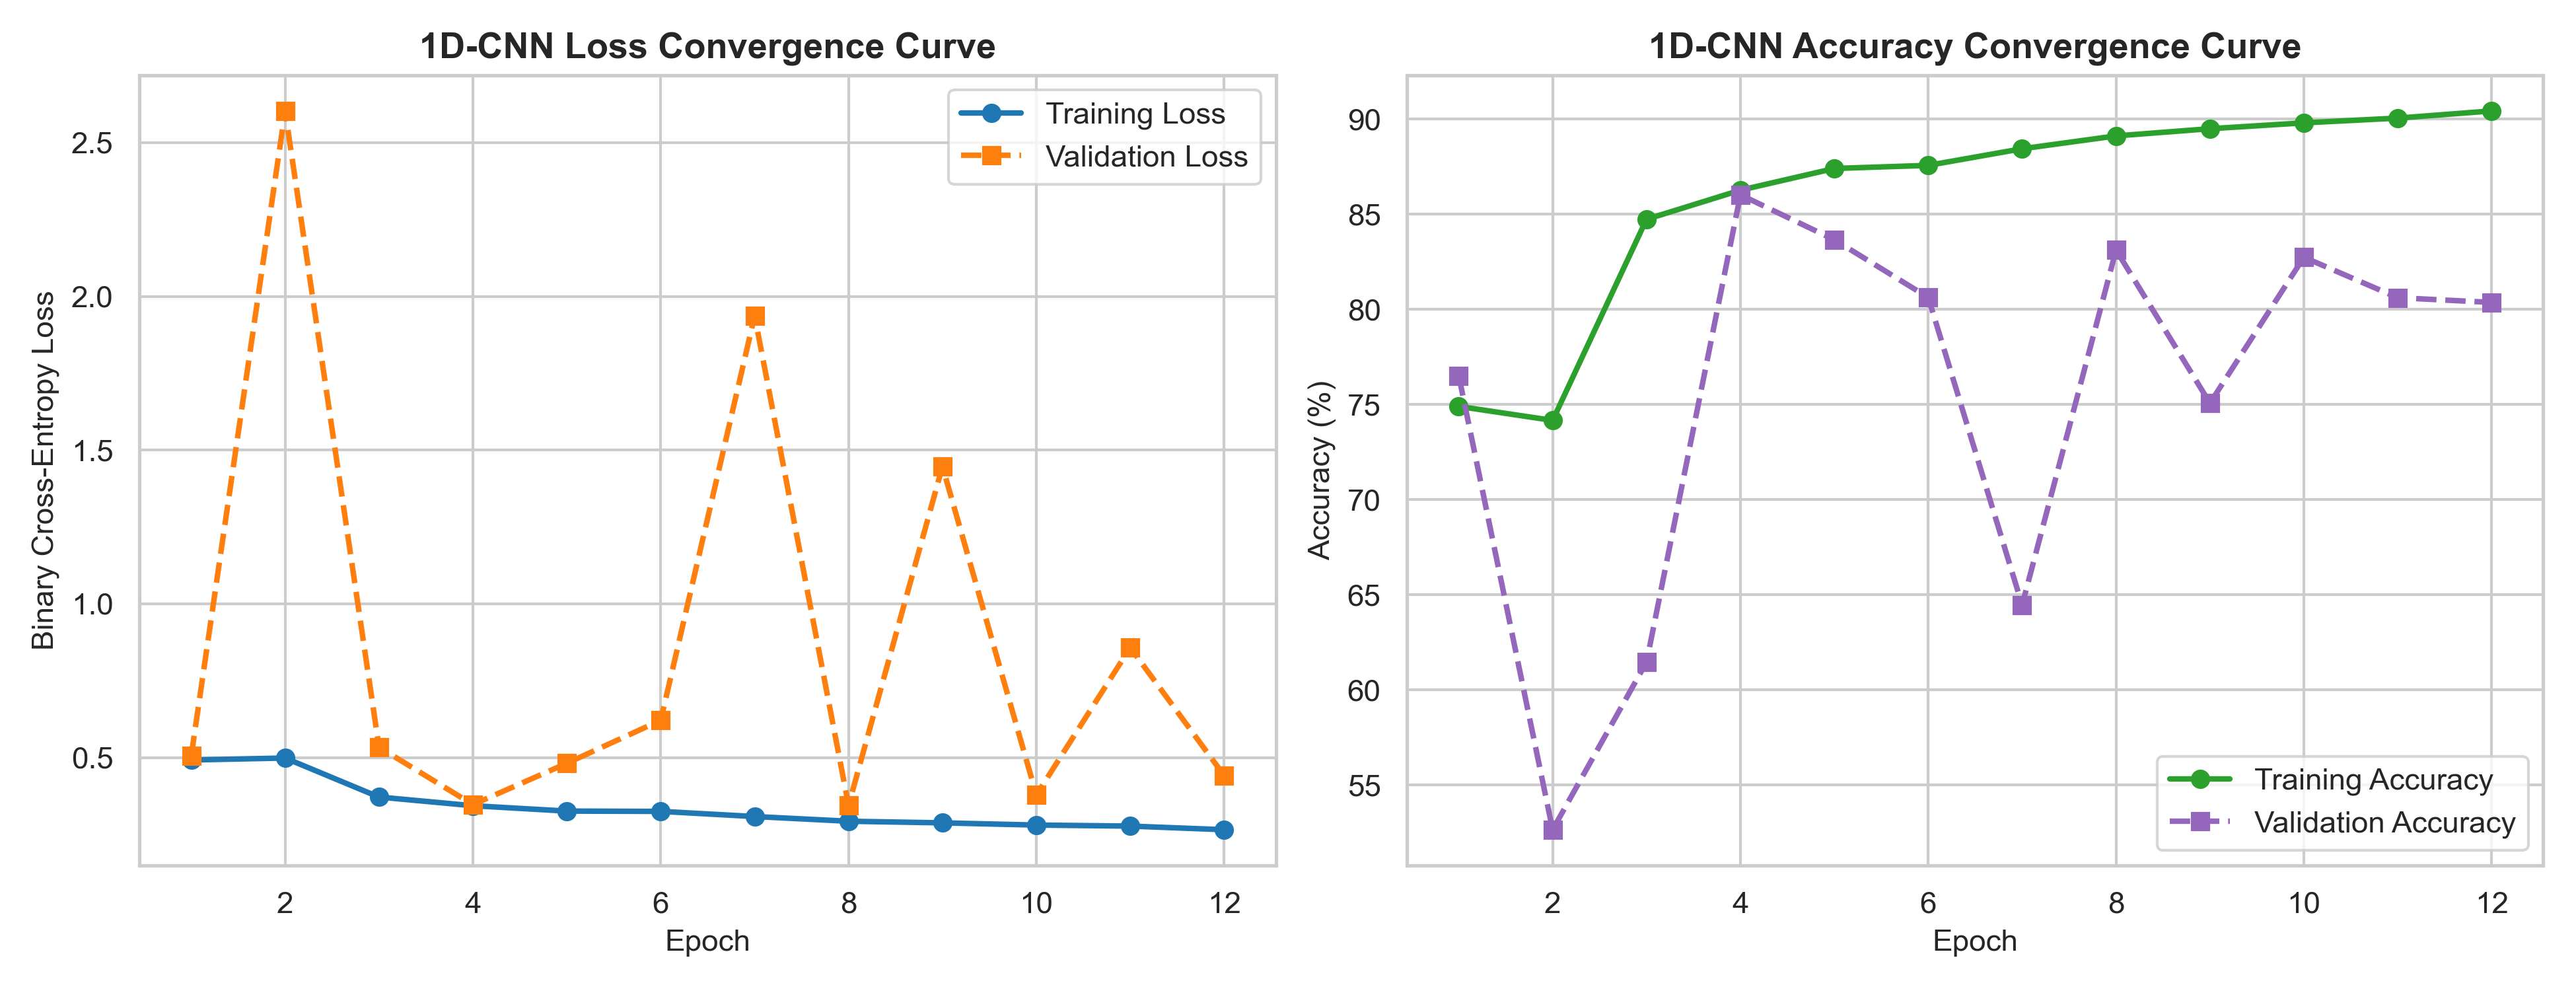 1D-CNN Loss Convergence Curve
Training Loss
Validation Loss
Binary Cross-Entropy Loss
2.5
2.0
1.5
1.0
0.5
2 4 6 8 10 12
Epoch
1D-CNN Accuracy Convergence Curve
Accuracy (%)
90
85
80
75
70
65
60
55
Training Accuracy
Validation Accuracy
2 4 6 8 10 12
Epoch